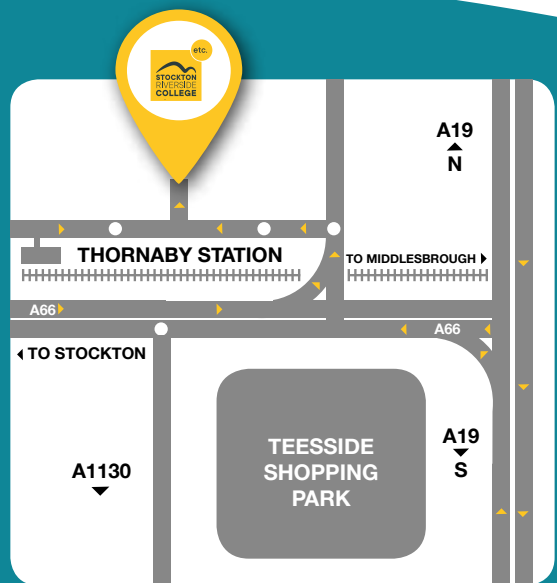 etc.
STOCKTON
RIVERSIDE
COLLEGE
A19
N
THORNABY STATION
TO MIDDLESBROUGH
A66
A66
TO STOCKTON
TEESSIDE
SHOPPING
PARK
A19
S
A1130